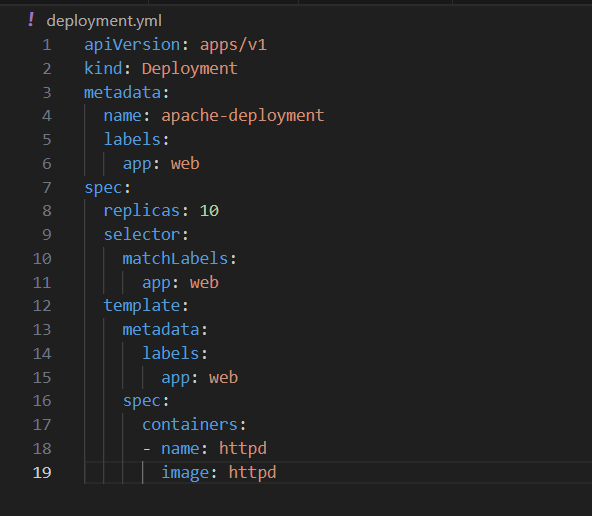 ! deployment.yml
1 apiVersion: apps/v1
2 kind: Deployment
3 metadata:
4   name: apache-deployment
5   labels:
6     app: web
7 spec:
8   replicas: 10
9   selector:
10     matchLabels:
11       app: web
12   template:
13     metadata:
14       labels:
15         app: web
16     spec:
17       containers:
18       - name: httpd
19         image: httpd